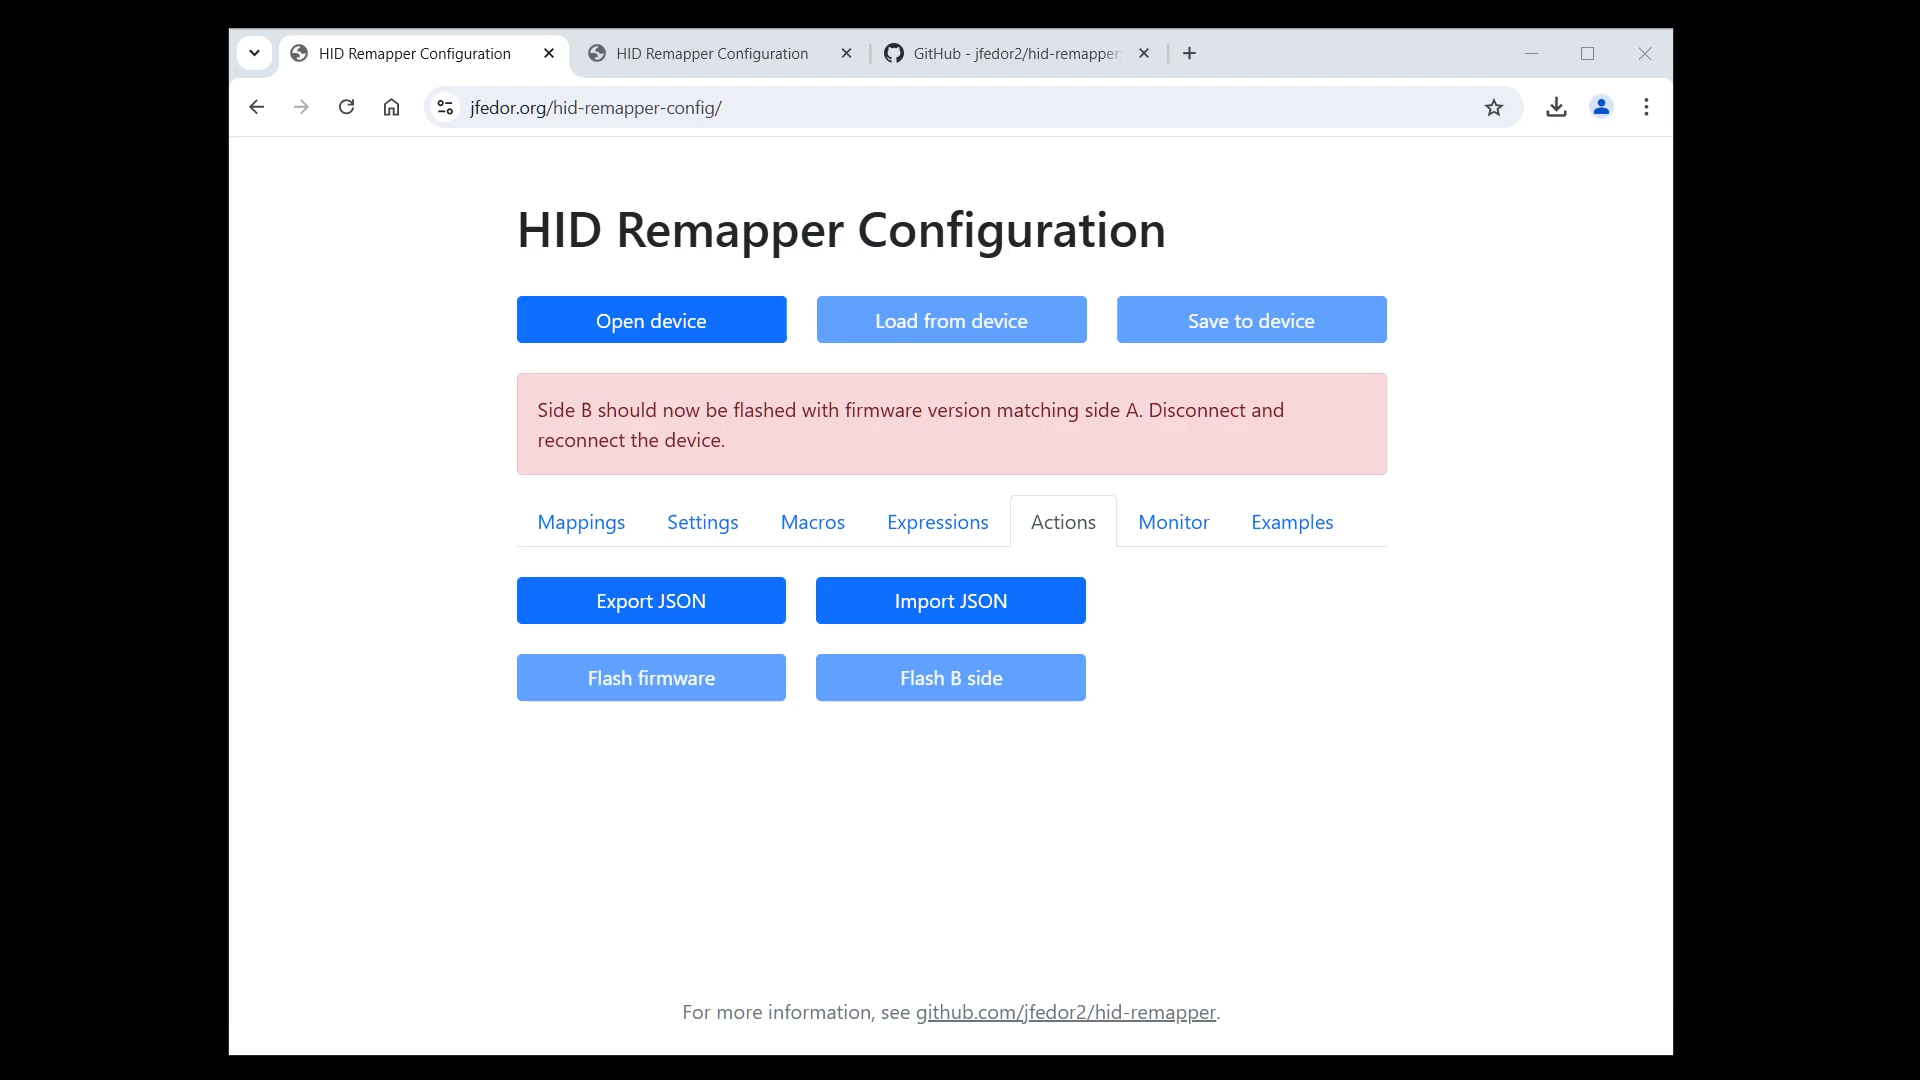 HID Remapper Configuration
HID Remapper Configuration
GitHub - jfedor2/hid-remapper:
jfedor.org/hid-remapper-config/
HID Remapper Configuration
Open device
Load from device
Save to device
Side B should now be flashed with firmware version matching side A. Disconnect and
reconnect the device.
Mappings
Settings
Macros
Expressions
Actions
Monitor
Examples
Export JSON
Import JSON
Flash firmware
Flash B side
For more information, see github.com/jfedor2/hid-remapper.